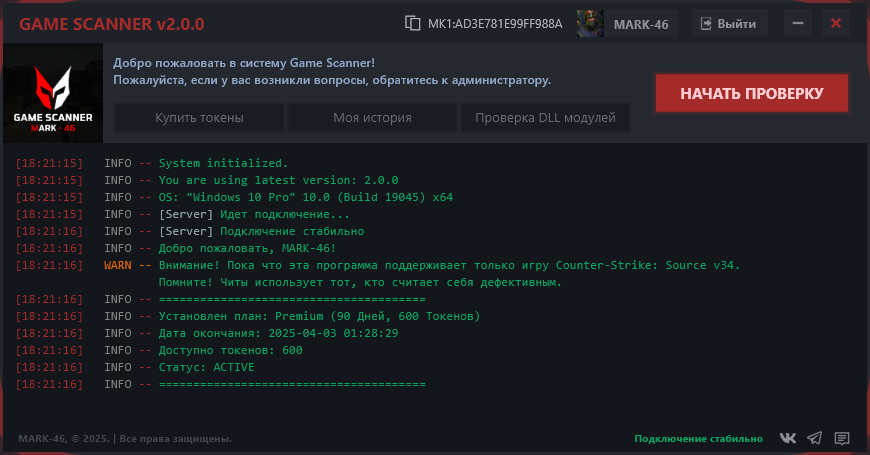 GAME SCANNER v2.0.0
MK1:AD3E781E99FF988A
MARK-46
Выйти
Добро пожаловать в систему Game Scanner!
Пожалуйста, если у вас возникли вопросы, обратитесь к администратору.
GAME SCANNER
MARK - 46
Купить токены
Моя история
Проверка DLL модулей
НАЧАТЬ ПРОВЕРКУ
[18:21:15] INFO -- System initialized.
[18:21:15] INFO -- You are using latest version: 2.0.0
[18:21:15] INFO -- OS: "Windows 10 Pro" 10.0 (Build 19045) x64
[18:21:15] INFO -- [Server] Идет подключение...
[18:21:16] INFO -- [Server] Подключение стабильно
[18:21:16] INFO -- Добро пожаловать, MARK-46!
[18:21:16] WARN -- Внимание! Пока что эта программа поддерживает только игру Counter-Strike: Source v34.
Помните! Читы использует тот, кто считает себя дефективным.
[18:21:16] INFO -- =======================================
[18:21:16] INFO -- Установлен план: Premium (90 Дней, 600 Токенов)
[18:21:16] INFO -- Дата окончания: 2025-04-03 01:28:29
[18:21:16] INFO -- Доступно токенов: 600
[18:21:16] INFO -- Статус: ACTIVE
[18:21:16] INFO -- =======================================
MARK-46, © 2025. | Все права защищены.
Подключение стабильно